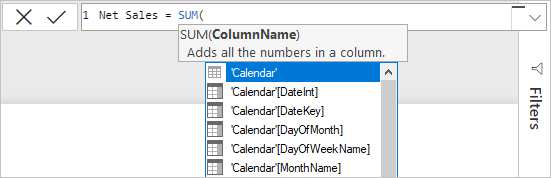 1 Net Sales = SUM(
SUM(ColumnName)
Adds all the numbers in a column.
'Calendar'
'Calendar'[DateInt]
'Calendar'[DateKey]
'Calendar'[DayOfMonth]
'Calendar'[DayOfWeekName]
'Calendar'[MonthName]
Filters